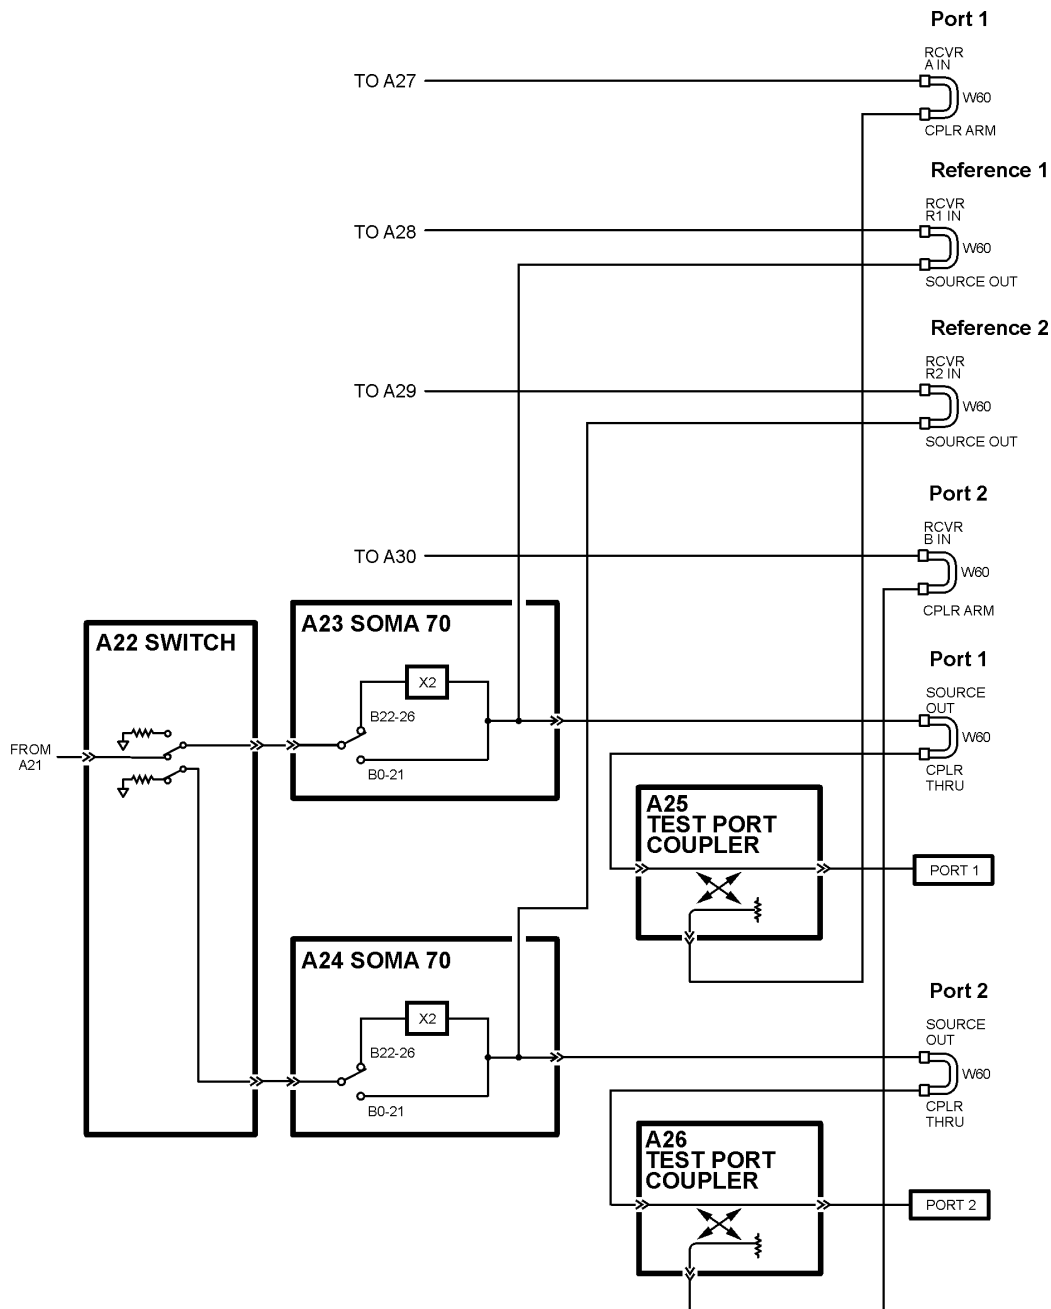 Port 1
RCVR
A IN
TO A27
W60
CPLR ARM
Reference 1
RCVR
R1 IN
TO A28
W60
SOURCE OUT
Reference 2
RCVR
R2 IN
TO A29
W60
SOURCE OUT
Port 2
RCVR
B IN
TO A30
W60
CPLR ARM
A22 SWITCH
FROM
A21
A23 SOMA 70
X2
B22-26
B0-21
Port 1
SOURCE
OUT
W60
CPLR
THRU
A25
TEST PORT
COUPLER
PORT 1
A24 SOMA 70
X2
B22-26
B0-21
Port 2
SOURCE
OUT
W60
CPLR
THRU
A26
TEST PORT
COUPLER
PORT 2